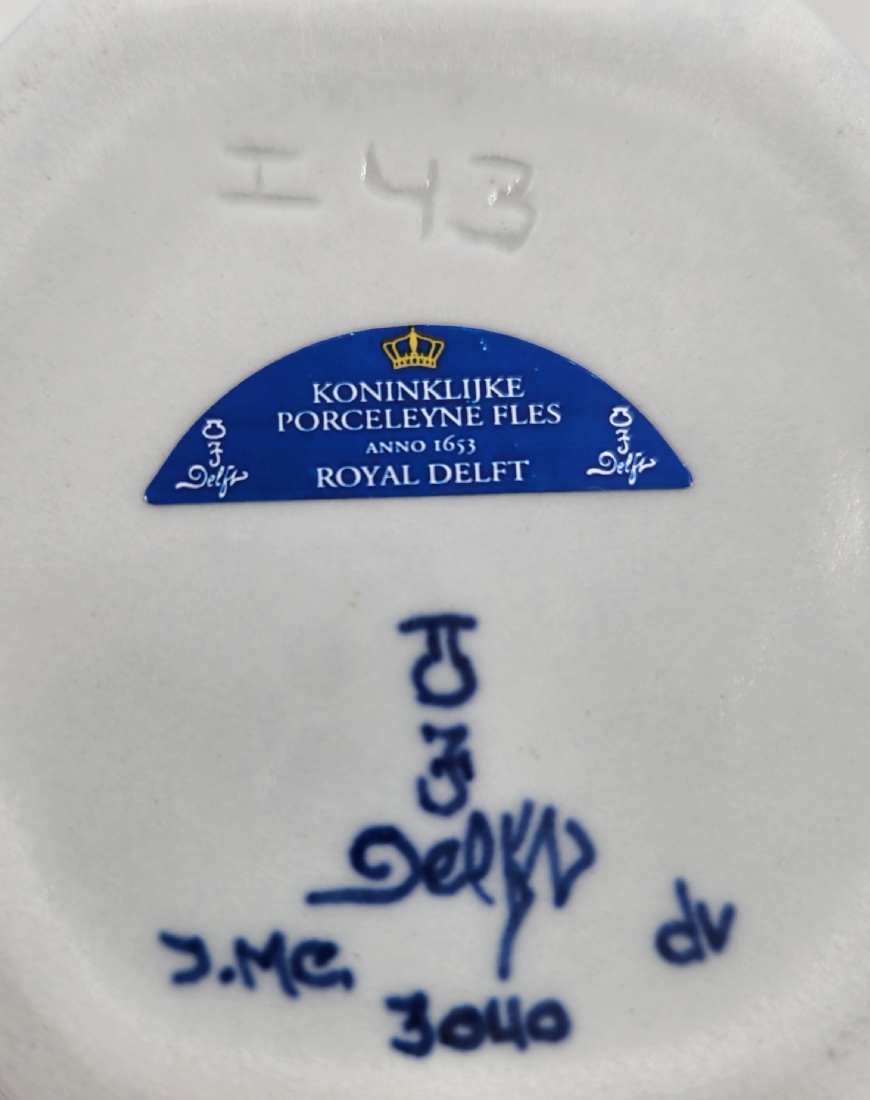 I 43
KONINKLIJKE
PORCELEYNE FLES
ANNO 1653
ROYAL DELFT
Delft
Delft
Delft
J.MC.
dv
3040